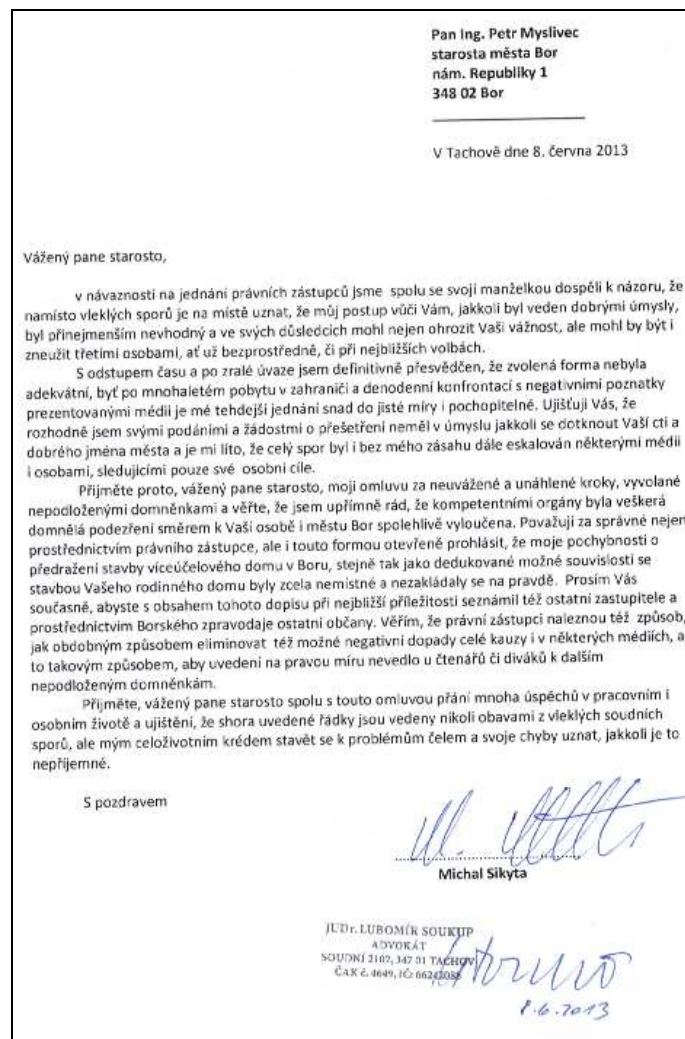 Pan Ing. Petr Myslivec
starosta města Bor
nám. Republiky 1
348 02 Bor
V Tachově dne 8. června 2013
Vážený pane starosto,
v návaznosti na jednání právních zástupců jsme spolu se svojí manželkou dospěli k názoru, že
namísto vleklých sporů je na místě uznat, že můj postup vůči Vám, jakkoli byl veden dobrými úmysly,
byl přinejmenším nevhodný a ve svých důsledcích mohl nejen ohrozit Vaši vážnost, ale mohl by být i
zneužit třetími osobami, ať už bezprostředně, či při nejbližších volbách.
S odstupem času a po zralé úvaze jsem definitivně přesvědčen, že zvolená forma nebyla
adekvátní, byť po mnohaletém pobytu v zahraničí a denodenní konfrontací s negativními poznatky
prezentovanými médii je mé tehdejší jednání snad do jisté míry i pochopitelné. Ujišťuji Vás, že
rozhodně jsem svými podáními a žádostmi o přešetření neměl v úmyslu jakkoli se dotknout Vaší cti a
dobrého jména města a je mi líto, že celý spor byl i bez mého zásahu dále eskalován některými médii
i osobami, sledujícími pouze své osobní cíle.
Přijměte proto, vážený pane starosto, moji omluvu za neuvážené a unáhlené kroky, vyvolané
nepodloženými domněnkami a věřte, že jsem upřímně rád, že kompetentními orgány byla veškerá
domnělá podezření směrem k Vaší osobě i městu Bor spolehlivě vyloučena. Považuji za správné nejen
prostřednictvím právního zástupce, ale i touto formou otevřeně prohlásit, že moje pochybnosti o
předražení stavby víceúčelového domu v Boru, stejně tak jako dedukované možné souvislosti se
stavbou Vašeho rodinného domu byly zcela nemístné a nezakládaly se na pravdě. Prosím Vás
současně, abyste s obsahem tohoto dopisu při nejbližší příležitosti seznámil též ostatní zastupitele a
prostřednictvím Borského zpravodaje ostatní občany. Věřím, že právní zástupci naleznou též způsob,
jak obdobným způsobem eliminovat též možné negativní dopady celé kauzy i v některých médiích, a
to takovým způsobem, aby uvedení na pravou míru nevedlo u čtenářů či diváků k dalším
nepodloženým domněnkám.
Přijměte, vážený pane starosto spolu s touto omluvou přání mnoha úspěchů v pracovním i
osobním životě a ujištění, že shora uvedené řádky jsou vedeny nikoli obavami z vleklých soudních
sporů, ale mým celoživotním krédem stavět se k problémům čelem a svoje chyby uznat, jakkoli je to
nepříjemné.
S pozdravem
Michal Sikyta
JUDr. LUBOMÍR SOUKUP
ADVOKÁT
SOUDNÍ 2107, 347 01 TACHOV
ČAK č. 4649, IČ:
8.6.2013